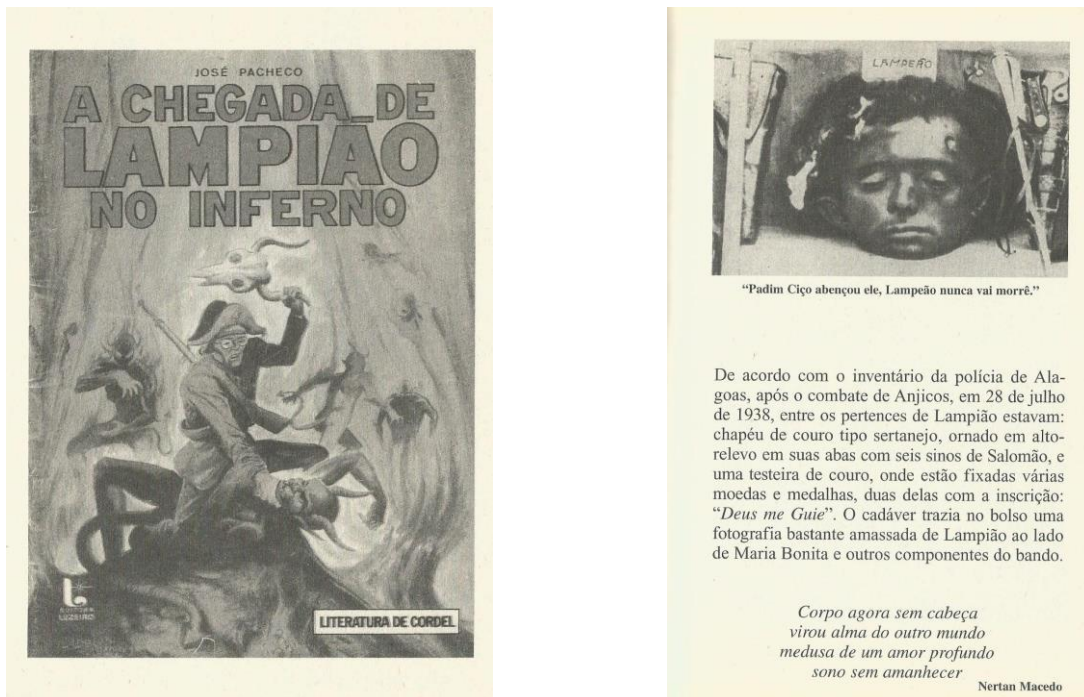 JOSÉ PACHECO
A CHEGADA_DE
LAMPIÃO
NO INFERNO
EDITORA
LUZEIRO
LITERATURA DE CORDEL
LAMPEÃO
“Padim Ciço abençou ele, Lampeão nunca vai morrê.”
De acordo com o inventário da polícia de Ala-
goas, após o combate de Anjicos, em 28 de julho
de 1938, entre os pertences de Lampião estavam:
chapéu de couro tipo sertanejo, ornado em alto-
relevo em suas abas com seis sinos de Salomão, e
uma testeira de couro, onde estão fixadas várias
moedas e medalhas, duas delas com a inscrição:
“Deus me Guie”. O cadáver trazia no bolso uma
fotografia bastante amassada de Lampião ao lado
de Maria Bonita e outros componentes do bando.
Corpo agora sem cabeça
virou alma do outro mundo
medusa de um amor profundo
sono sem amanhecer
Nertan Macedo